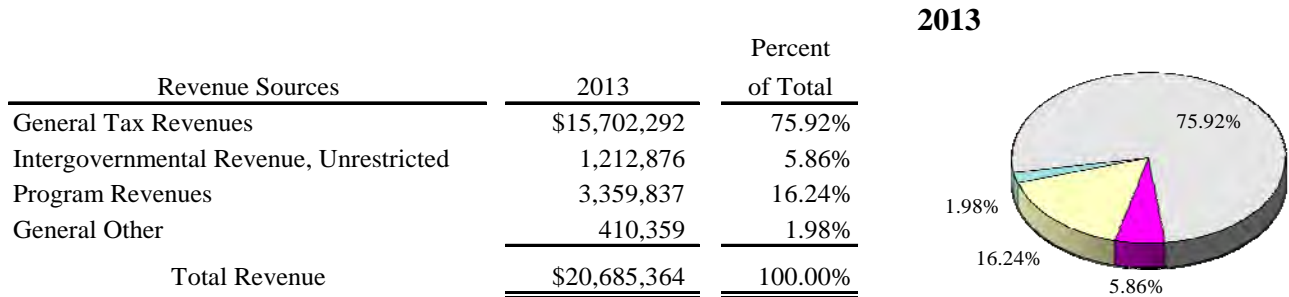 2013
Percent
Revenue Sources 2013 of Total
General Tax Revenues $15,702,292 75.92%
Intergovernmental Revenue, Unrestricted 1,212,876 5.86%
Program Revenues 3,359,837 16.24%
General Other 410,359 1.98%
Total Revenue $20,685,364 100.00%
75.92%
1.98%
16.24%
5.86%